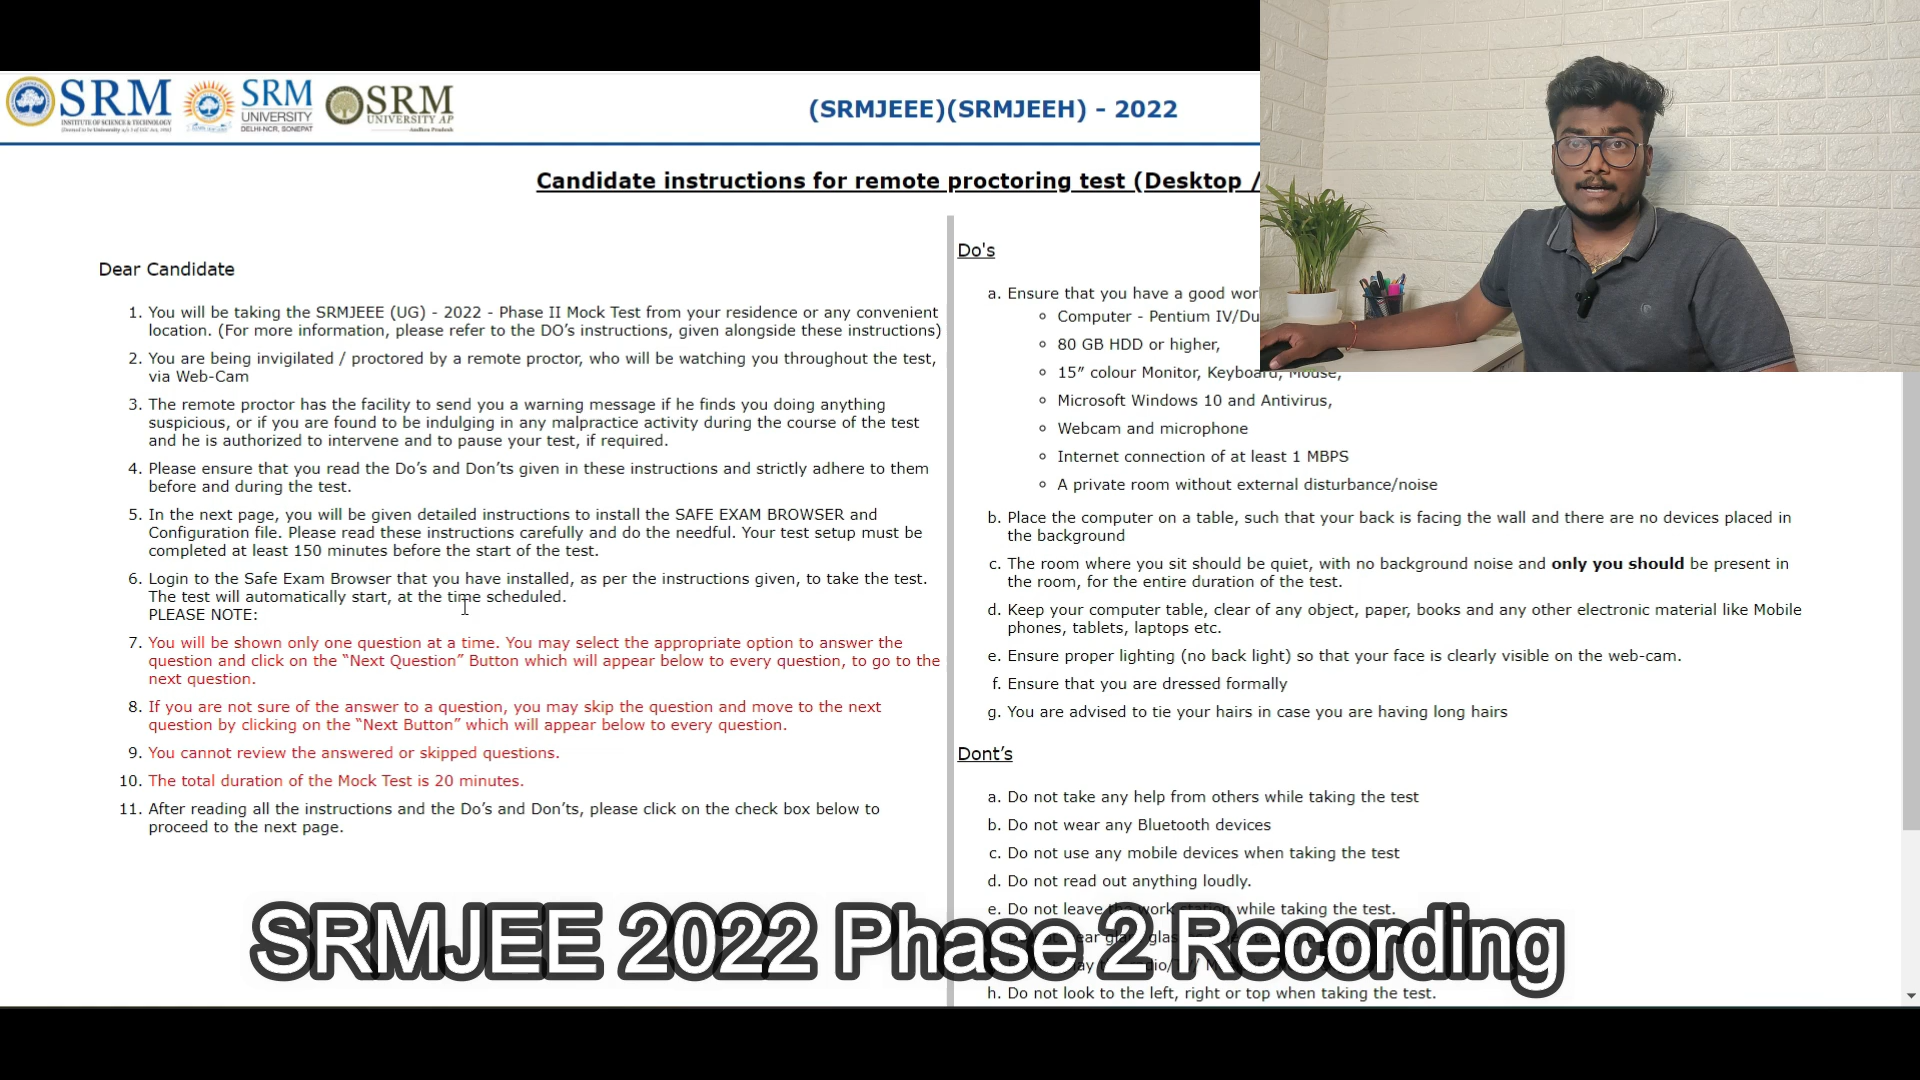 SRM
INSTITUTE OF SCIENCE & TECHNOLOGY
SRM
UNIVERSITY
DELHI-NCR, SONEPAT
SRM
UNIVERSITY AP
Andhra Pradesh
(SRMJEEE)(SRMJEEH) - 2022
Candidate instructions for remote proctoring test (Desktop /
Dear Candidate
1. You will be taking the SRMJEEE (UG) - 2022 - Phase II Mock Test from your residence or any convenient
location. (For more information, please refer to the DO's instructions, given alongside these instructions)
2. You are being invigilated / proctored by a remote proctor, who will be watching you throughout the test,
via Web-Cam
3. The remote proctor has the facility to send you a warning message if he finds you doing anything
suspicious, or if you are found to be indulging in any malpractice activity during the course of the test
and he is authorized to intervene and to pause your test, if required.
4. Please ensure that you read the Do's and Don'ts given in these instructions and strictly adhere to them
before and during the test.
5. In the next page, you will be given detailed instructions to install the SAFE EXAM BROWSER and
Configuration file. Please read these instructions carefully and do the needful. Your test setup must be
completed at least 150 minutes before the start of the test.
6. Login to the Safe Exam Browser that you have installed, as per the instructions given, to take the test.
The test will automatically start, at the time scheduled.
PLEASE NOTE:
7. You will be shown only one question at a time. You may select the appropriate option to answer the
question and click on the "Next Question" Button which will appear below to every question, to go to the
next question.
8. If you are not sure of the answer to a question, you may skip the question and move to the next
question by clicking on the "Next Button" which will appear below to every question.
9. You cannot review the answered or skipped questions.
10. The total duration of the Mock Test is 20 minutes.
11. After reading all the instructions and the Do's and Don'ts, please click on the check box below to
proceed to the next page.
Do's
a. Ensure that you have a good
Computer - Pentium
80 GB HDD or higher,
15" colour Monitor, Keyboard, Mouse,
Microsoft Windows 10 and Antivirus,
Webcam and microphone
Internet connection of at least 1 MBPS
A private room without external disturbance/noise
b. Place the computer on a table, such that your back is facing the wall and there are no devices placed in
the background
c. The room where you sit should be quiet, with no background noise and only you should be present in
the room, for the entire duration of the test.
d. Keep your computer table, clear of any object, paper, books and any other electronic material like Mobile
phones, tablets, laptops etc.
e. Ensure proper lighting (no back light) so that your face is clearly visible on the web-cam.
f. Ensure that you are dressed formally
g. You are advised to tie your hairs in case you are having long hairs
Dont's
a. Do not take any help from others while taking the test
b. Do not wear any Bluetooth devices
c. Do not use any mobile devices when taking the test
d. Do not read out anything loudly.
e. Do not leave the work station while taking the test.
h. Do not look to the left, right or top when taking the test.
SRMJEE 2022 Phase 2 Recording